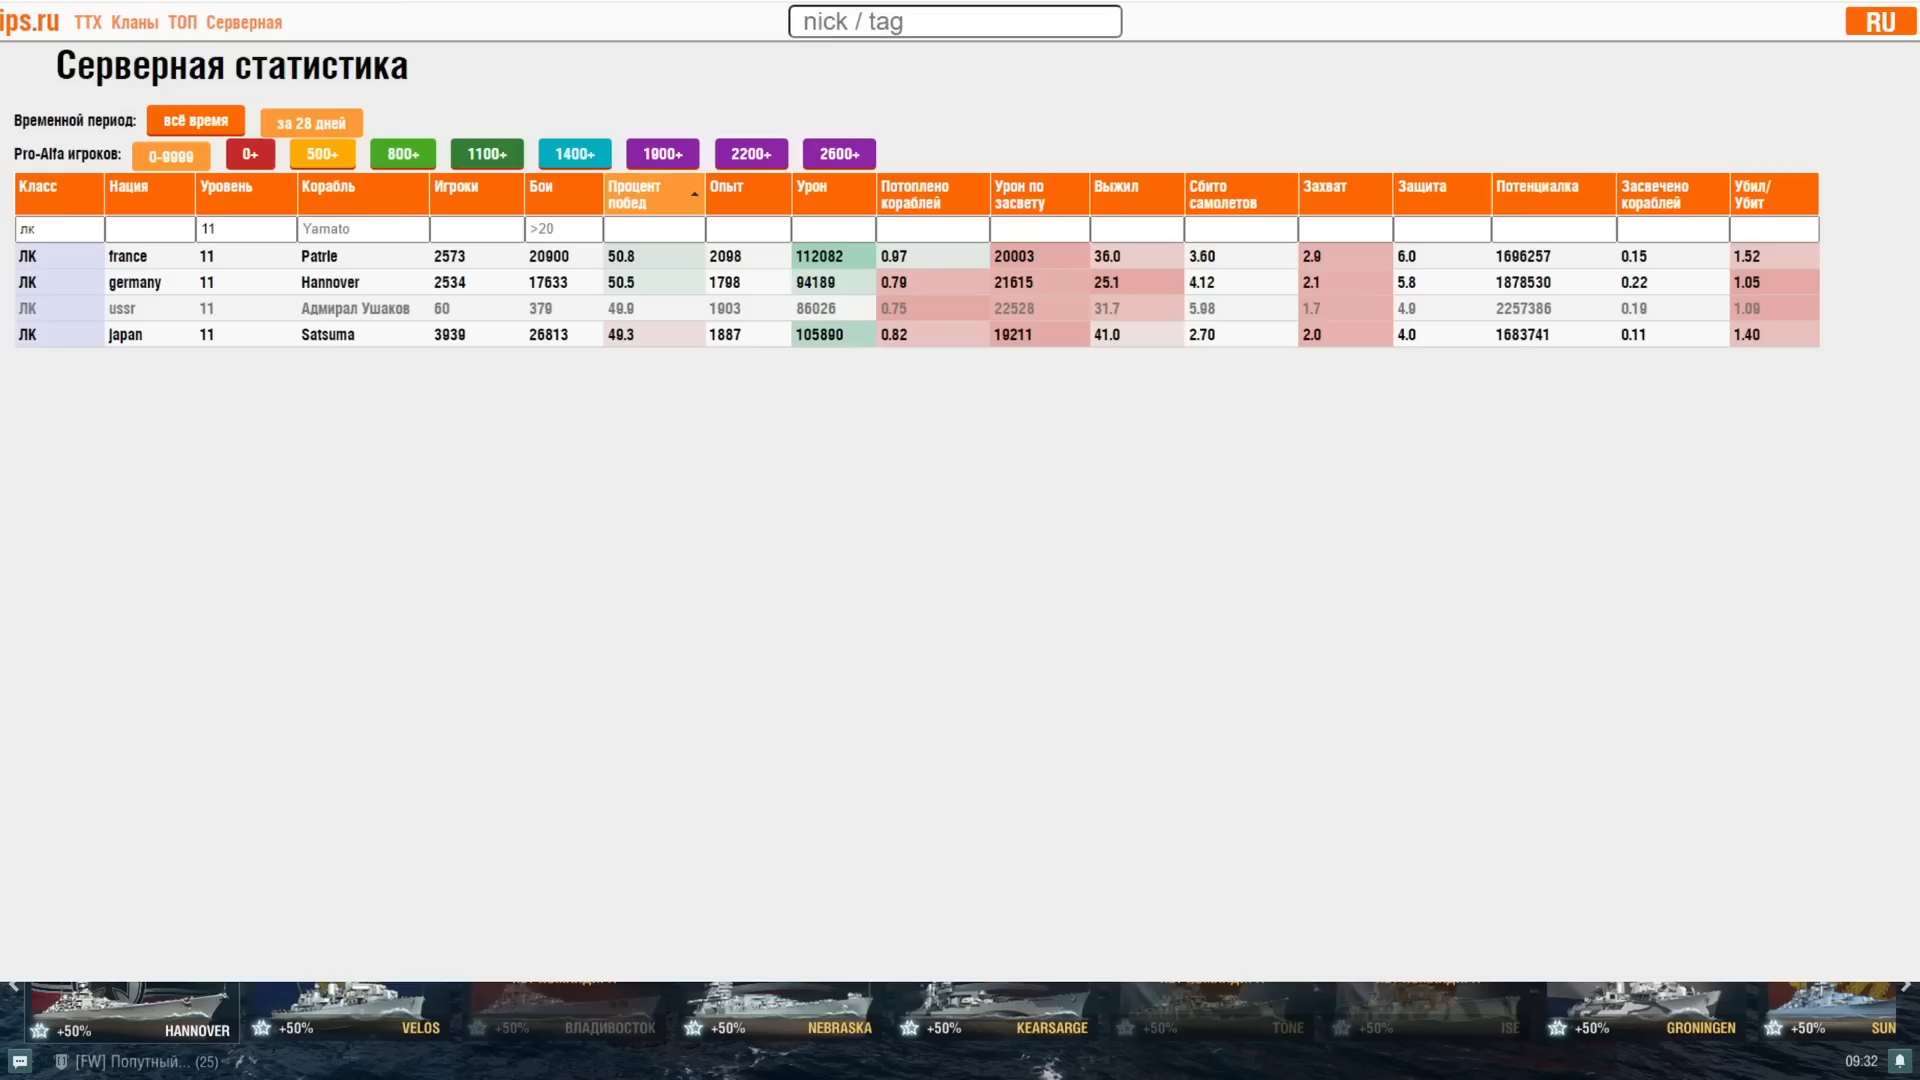 ips.ru ТТХ Кланы ТОП Серверная nick / tag RU
Серверная статистика
Временной период: всё время за 28 дней
Pro-Alfa игроков: 0-9999 0+ 500+ 800+ 1100+ 1400+ 1900+ 2200+ 2600+
Класс Нация Уровень Корабль Игроки Бои Процент побед Опыт Урон Потоплено кораблей Урон по засвету Выжил Сбито самолетов Захват Защита Потенциалка Засвечено кораблей Убил/ Убит
лк 11 Yamato >20
ЛК france 11 Patrie 2573 20900 50.8 2098 112082 0.97 20003 36.0 3.60 2.9 6.0 1696257 0.15 1.52
ЛК germany 11 Hannover 2534 17633 50.5 1798 94189 0.79 21615 25.1 4.12 2.1 5.8 1878530 0.22 1.05
ЛК ussr 11 Адмирал Ушаков 60 379 49.9 1903 86026 0.75 22528 31.7 5.98 1.7 4.9 2257386 0.19 1.09
ЛК japan 11 Satsuma 3939 26813 49.3 1887 105890 0.82 19211 41.0 2.70 2.0 4.0 1683741 0.11 1.40
+50% HANNOVER +50% VELOS +50% ВЛАДИВОСТОК +50% NEBRASKA +50% KEARSARGE +50% TONE +50% ISE +50% GRONINGEN +50% SUN
[FW] Попутный... (25) 09:32